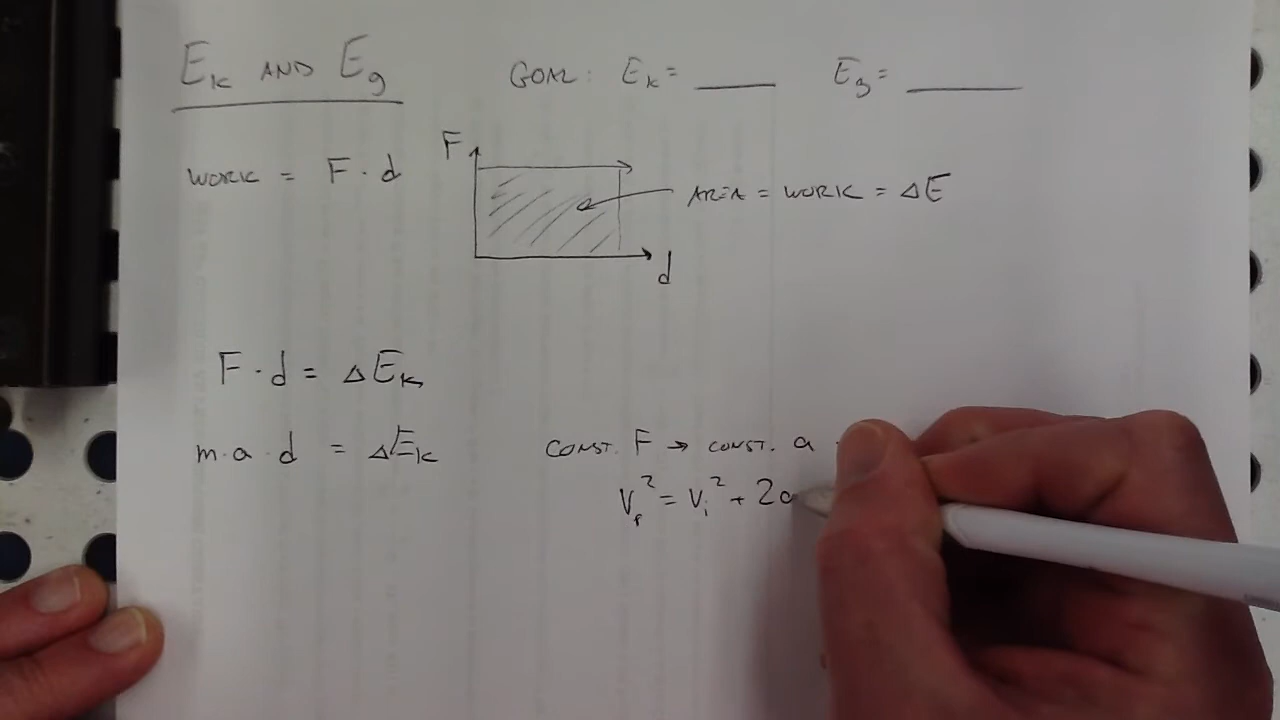 Ek AND Eg GOAL: Ek = ____ Eg = ____
WORK = F · d
F
AREA = WORK = ΔE
d
F · d = ΔEk
m · a · d = ΔEk
CONST. F → CONST. a
Vf² = Vi² + 2a